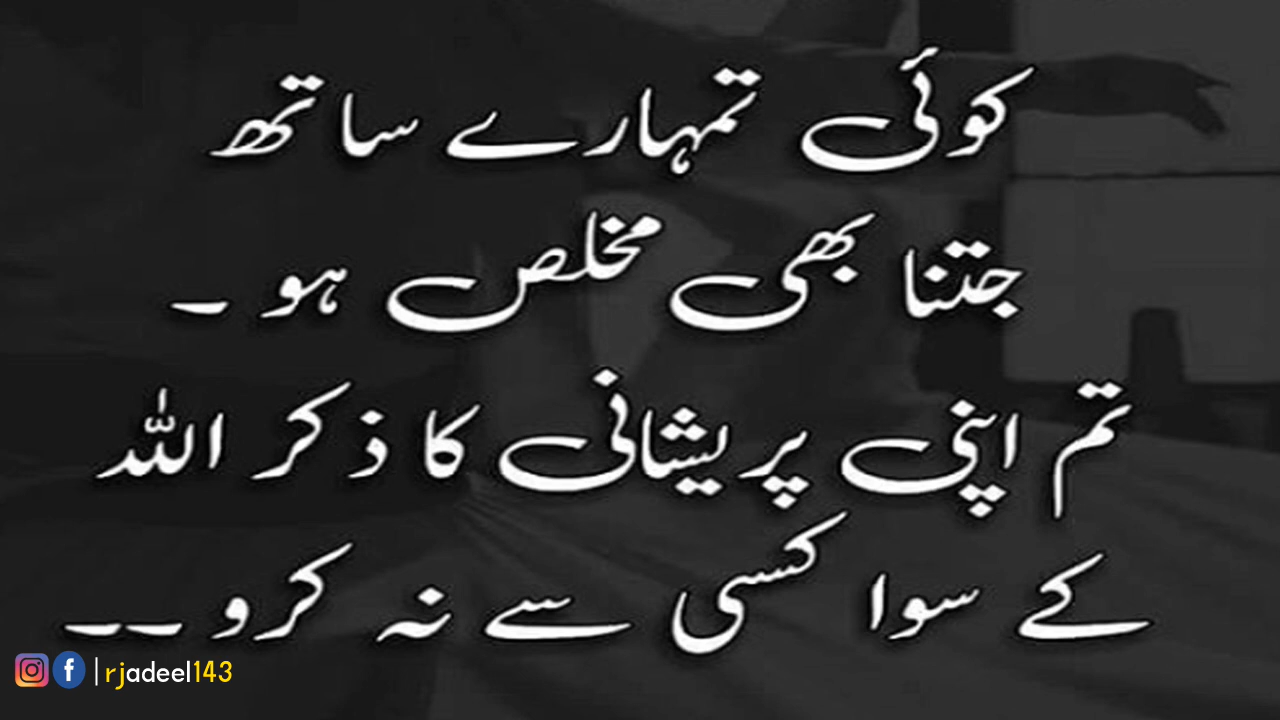 کوئی تمہارے ساتھ
جتنا بھی مخلص ہو ۔
تم اپنی پریشانی کا ذکر اللہ
کے سوا کسی سے نہ کرو ۔۔
|rjadeel143